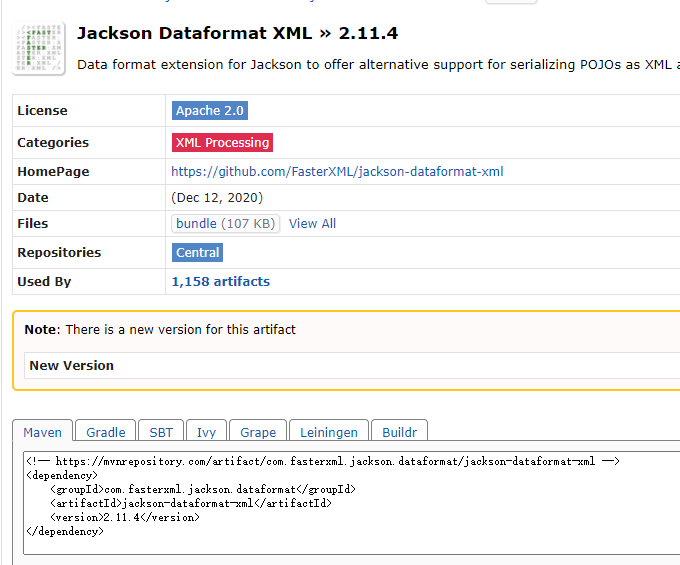 Jackson Dataformat XML » 2.11.4
Data format extension for Jackson to offer alternative support for serializing POJOs as XML
License
Apache 2.0
Categories
XML Processing
HomePage
https://github.com/FasterXML/jackson-dataformat-xml
Date
(Dec 12, 2020)
Files
bundle (107 KB) View All
Repositories
Central
Used By
1,158 artifacts
Note: There is a new version for this artifact
New Version
Maven
Gradle
SBT
Ivy
Grape
Leiningen
Buildr
<!-- https://mvnrepository.com/artifact/com.fasterxml.jackson.dataformat/jackson-dataformat-xml -->
<dependency>
    <groupId>com.fasterxml.jackson.dataformat</groupId>
    <artifactId>jackson-dataformat-xml</artifactId>
    <version>2.11.4</version>
</dependency>